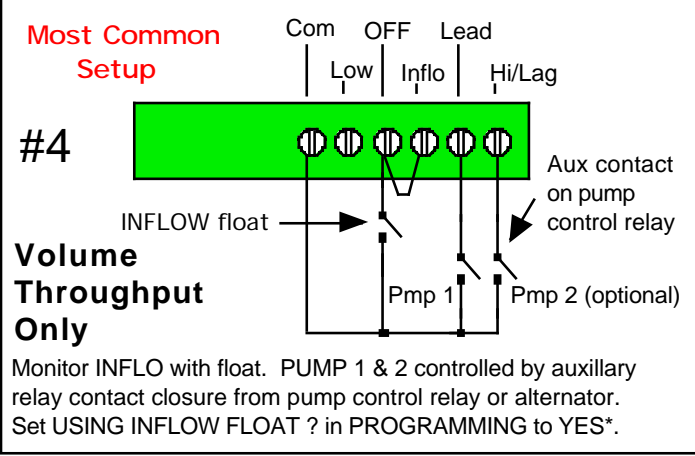 Most Common
Setup
Com OFF Lead
Low Inflo Hi/Lag
#4
Aux contact
on pump
control relay
INFLOW float
Volume
Throughput
Only
Pmp 1 Pmp 2 (optional)
Monitor INFLO with float. PUMP 1 & 2 controlled by auxillary
relay contact closure from pump control relay or alternator.
Set USING INFLOW FLOAT ? in PROGRAMMING to YES*.